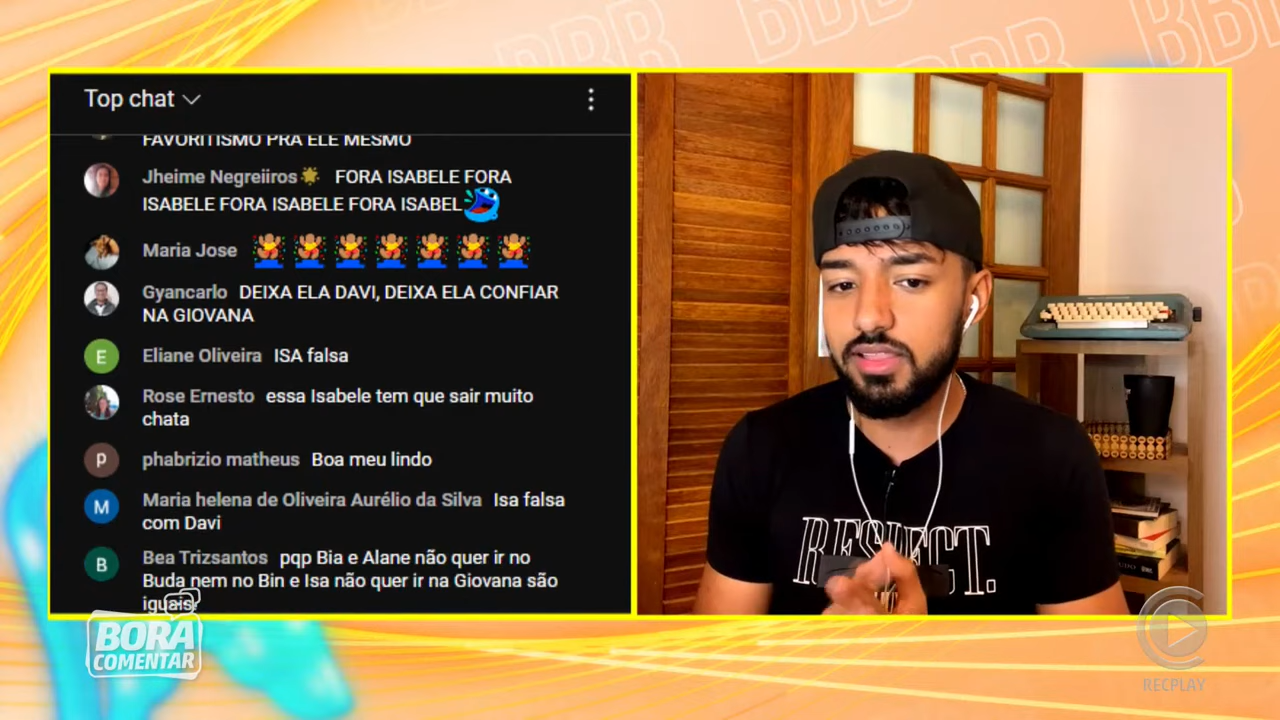 BBB
BBB
BBB
BBB
Top chat
FAVORITISMO PRA ELE MESMO
Jheime Negreiiros FORA ISABELE FORA
ISABELE FORA ISABELE FORA ISABEL
Maria Jose
Gyancarlo DEIXA ELA DAVI, DEIXA ELA CONFIAR
NA GIOVANA
E Eliane Oliveira ISA falsa
Rose Ernesto essa Isabele tem que sair muito
chata
p phabrizio matheus Boa meu lindo
M Maria helena de Oliveira Aurélio da Silva Isa falsa
com Davi
B Bea Trizsantos pqp Bia e Alane não quer ir no
Buda nem no Bin e Isa não quer ir na Giovana são
iguais
RESPECT.
BORA
COMENTAR
RECPLAY